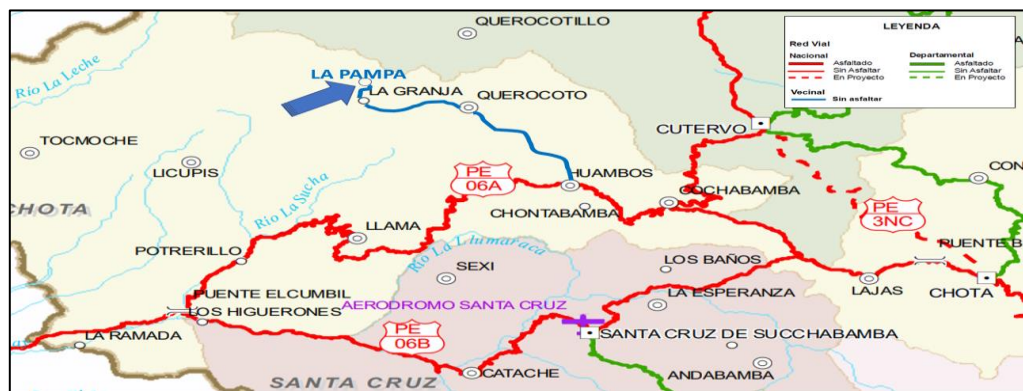 QUEROCOTILLO
LEYENDA
Red Vial
Nacional
Asfaltado
Sin Asfaltar
En Proyecto
Departamental
Asfaltado
Sin Asfaltar
En Proyecto
Vecinal
Sin asfaltar
Río La Leche
LA PAMPA
LA GRANJA
QUEROCOTO
CUTERVO
TOCMOCHE
LICUPIS
PE
06A
HUAMBOS
COCHABAMBA
CON
CHOTA
Río La Sucha
CHONTABAMBA
PE
3NC
LLAMA
POTRERILLO
Río La Llumaraca
PUENTE B
SEXI
LOS BAÑOS
LAJAS
CHOTA
PUENTE ELCUMBIL
AERODROMO SANTA CRUZ
LA ESPERANZA
LOS HIGUERONES
LA RAMADA
PE
06B
SANTA CRUZ DE SUCCHABAMBA
CATACHE
ANDABAMBA
SANTA CRUZ